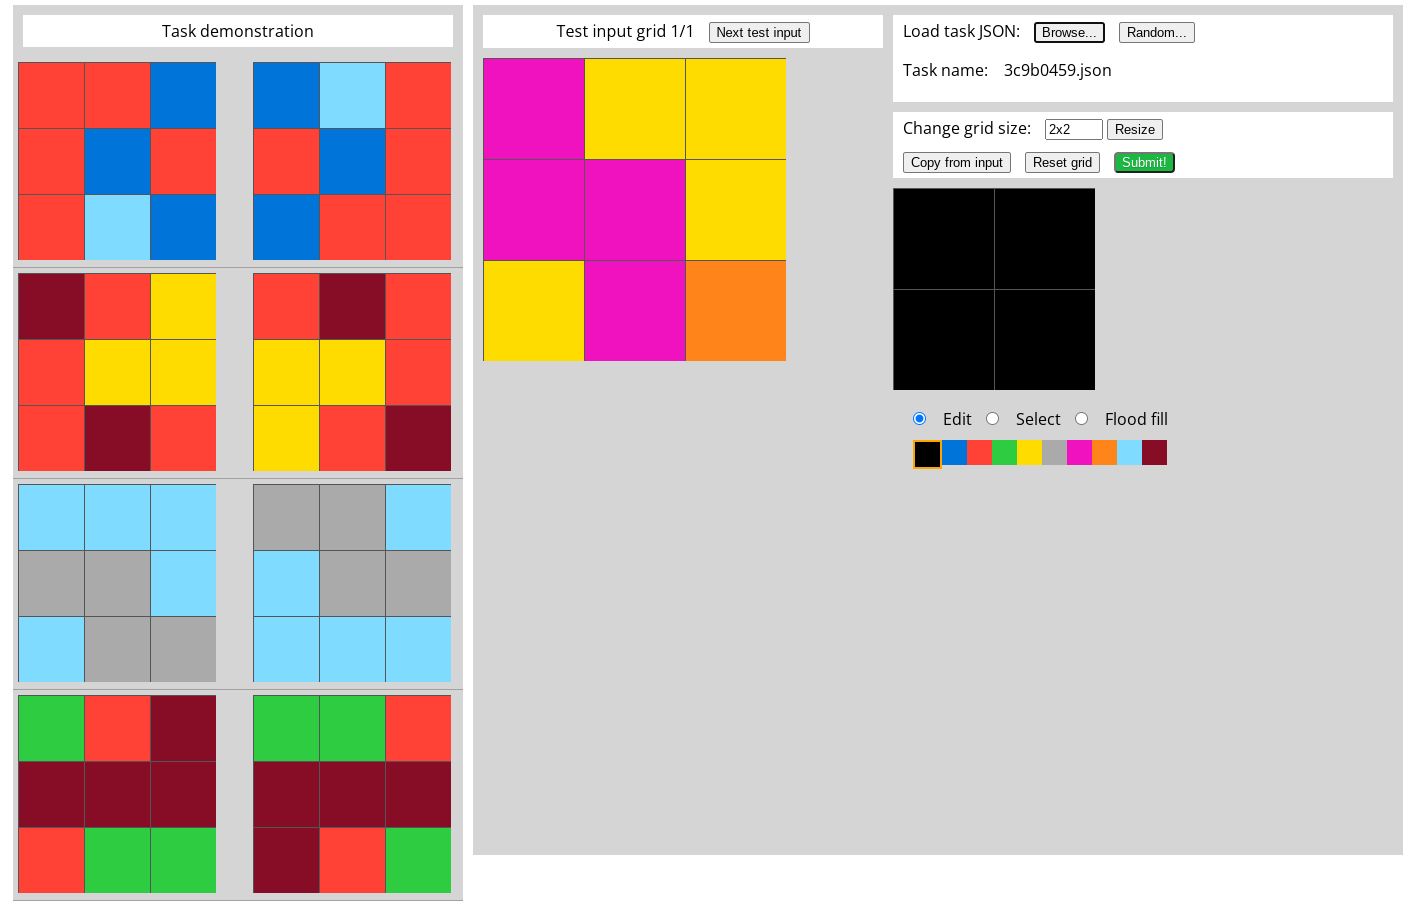 Task demonstration
Test input grid 1/1 Next test input
Load task JSON: Browse... Random...
Task name: 3c9b0459.json
Change grid size: 2x2 Resize
Copy from input Reset grid Submit!
Edit Select Flood fill